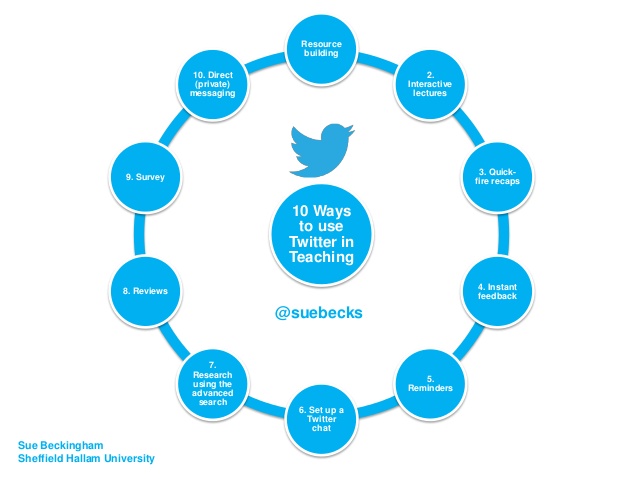 Resource
building
2.
Interactive
lectures
3. Quick-
fire recaps
4. Instant
feedback
5.
Reminders
6. Set up a
Twitter
chat
7.
Research
using the
advanced
search
8. Reviews
9. Survey
10. Direct
(private)
messaging
10 Ways
to use
Twitter in
Teaching
@suebecks
Sue Beckingham
Sheffield Hallam University